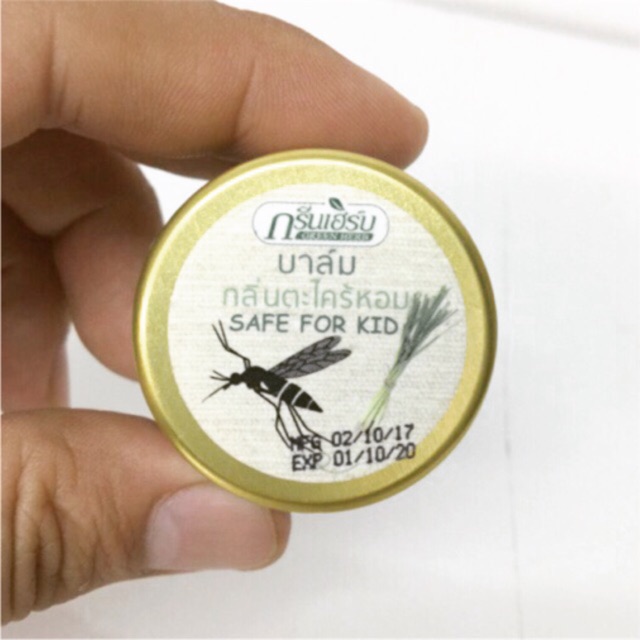 กรีนเฮิร์บ
GREEN HERB
บาล์ม
กลิ่นตะไคร้หอม
SAFE FOR KID
MFG 02/10/17
EXP 01/10/20